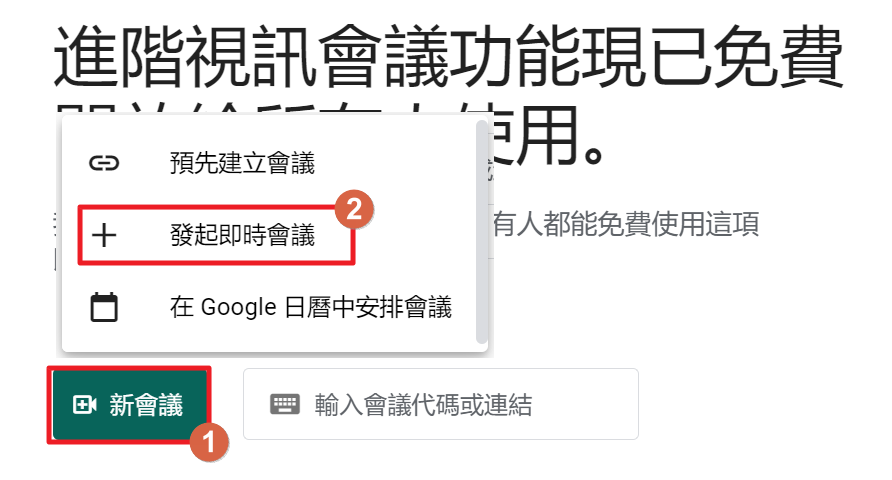 進階視訊會議功能現已免費
使用。
預先建立會議
發起即時會議
2
有人都能免費使用這項
在 Google 日曆中安排會議
新會議
輸入會議代碼或連結
1